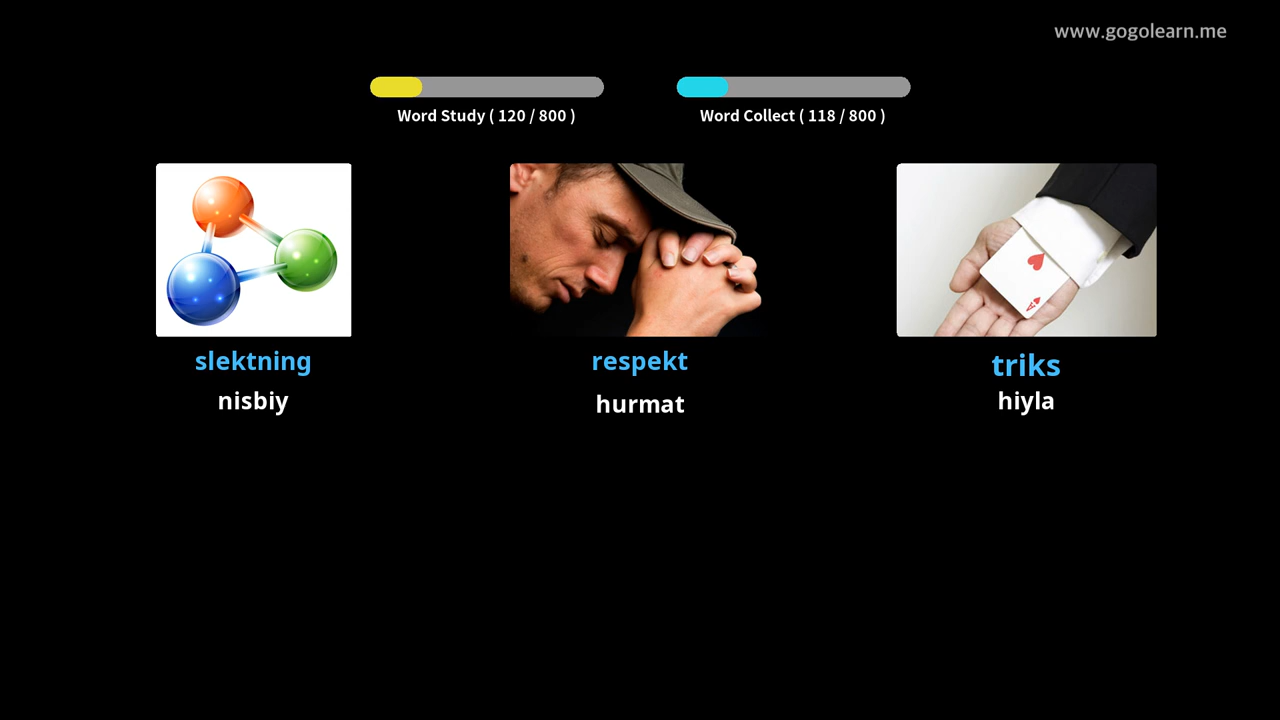 www.gogolearn.me
Word Study ( 120 / 800 )
Word Collect ( 118 / 800 )
slektning
respekt
triks
nisbiy
hurmat
hiyla